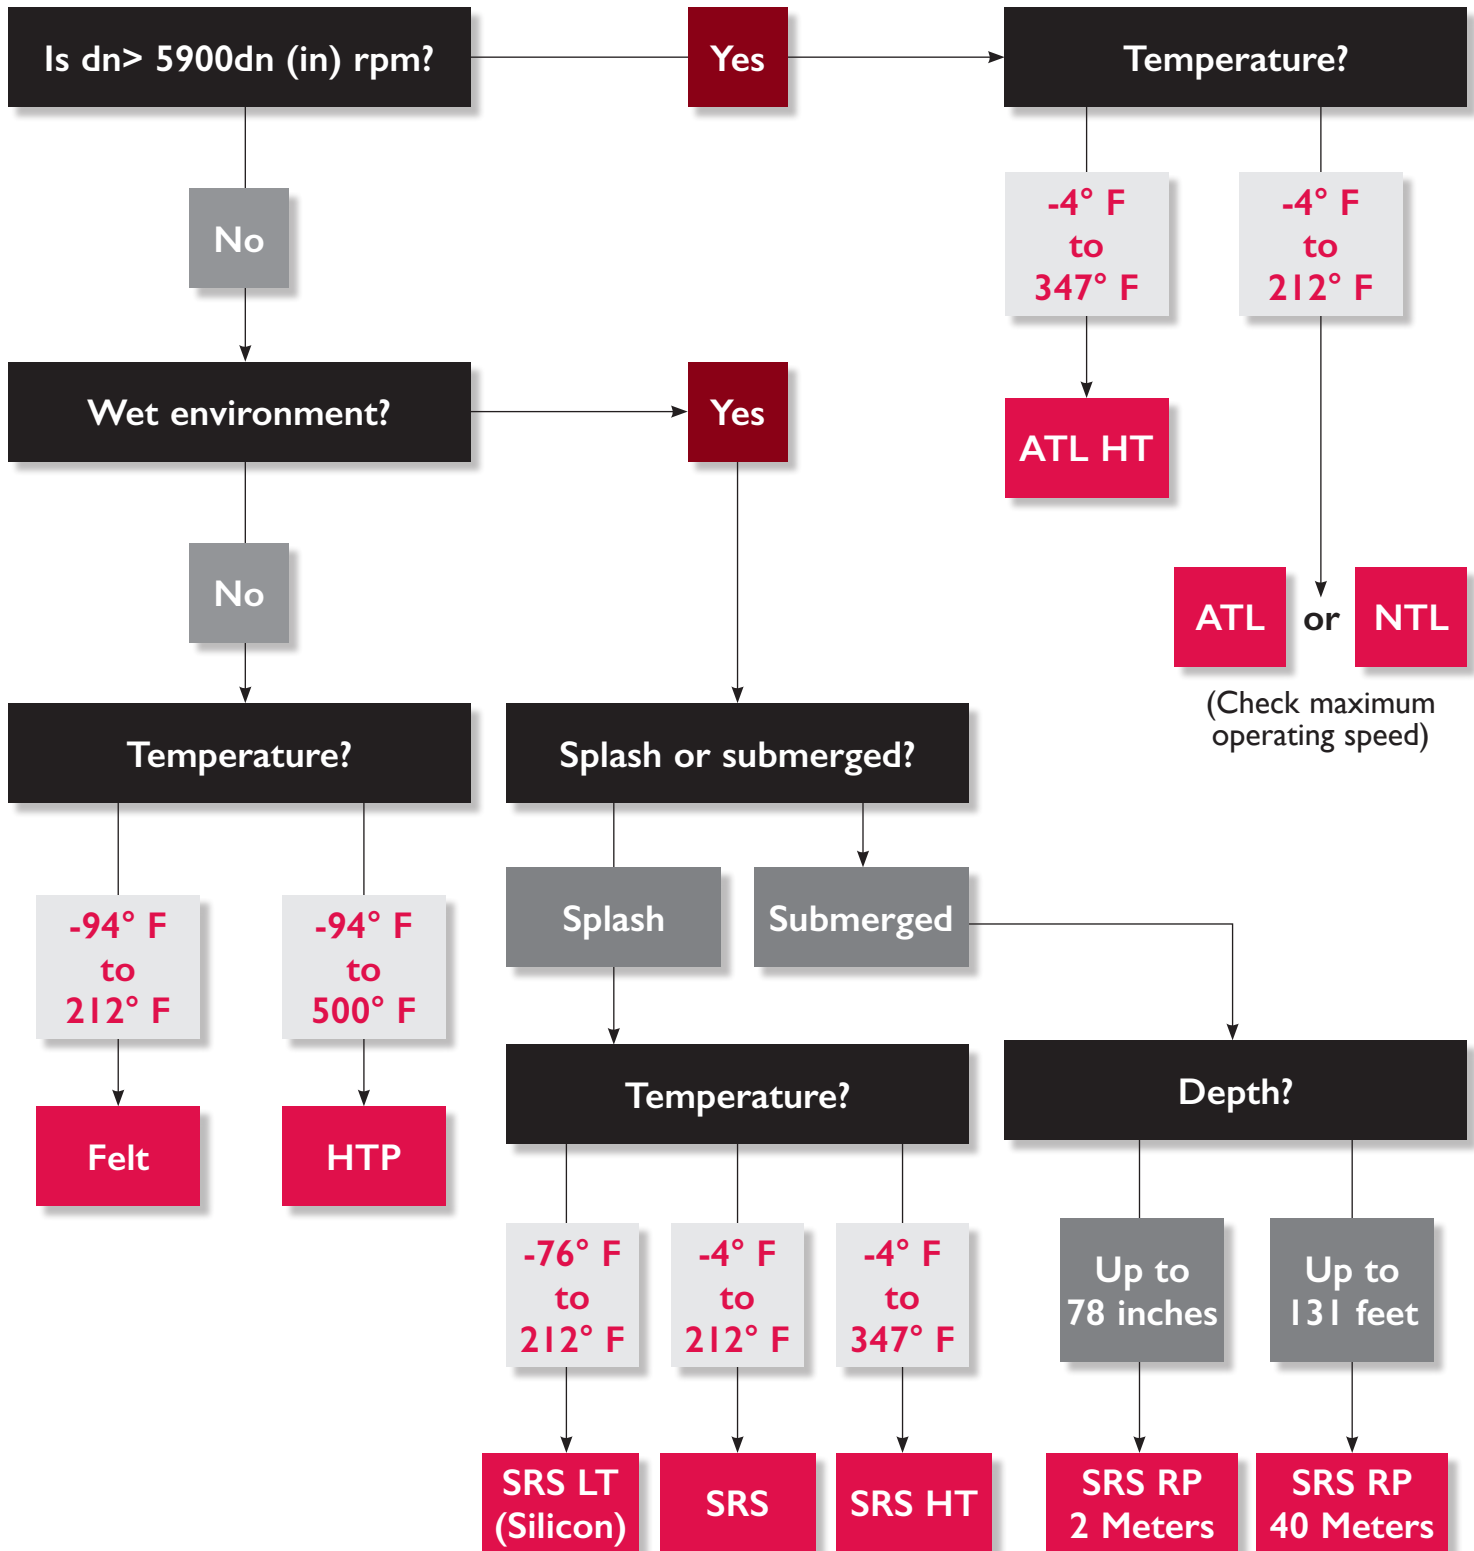 Is dn> 5900dn (in) rpm?
Yes
Temperature?
-4° F
to
347° F
-4° F
to
212° F
No
Wet environment?
Yes
ATL HT
No
ATL
or
NTL
(Check maximum
operating speed)
Temperature?
Splash or submerged?
-94° F
to
212° F
-94° F
to
500° F
Splash
Submerged
Felt
HTP
Temperature?
Depth?
-76° F
to
212° F
-4° F
to
212° F
-4° F
to
347° F
Up to
78 inches
Up to
131 feet
SRS LT
(Silicon)
SRS
SRS HT
SRS RP
2 Meters
SRS RP
40 Meters